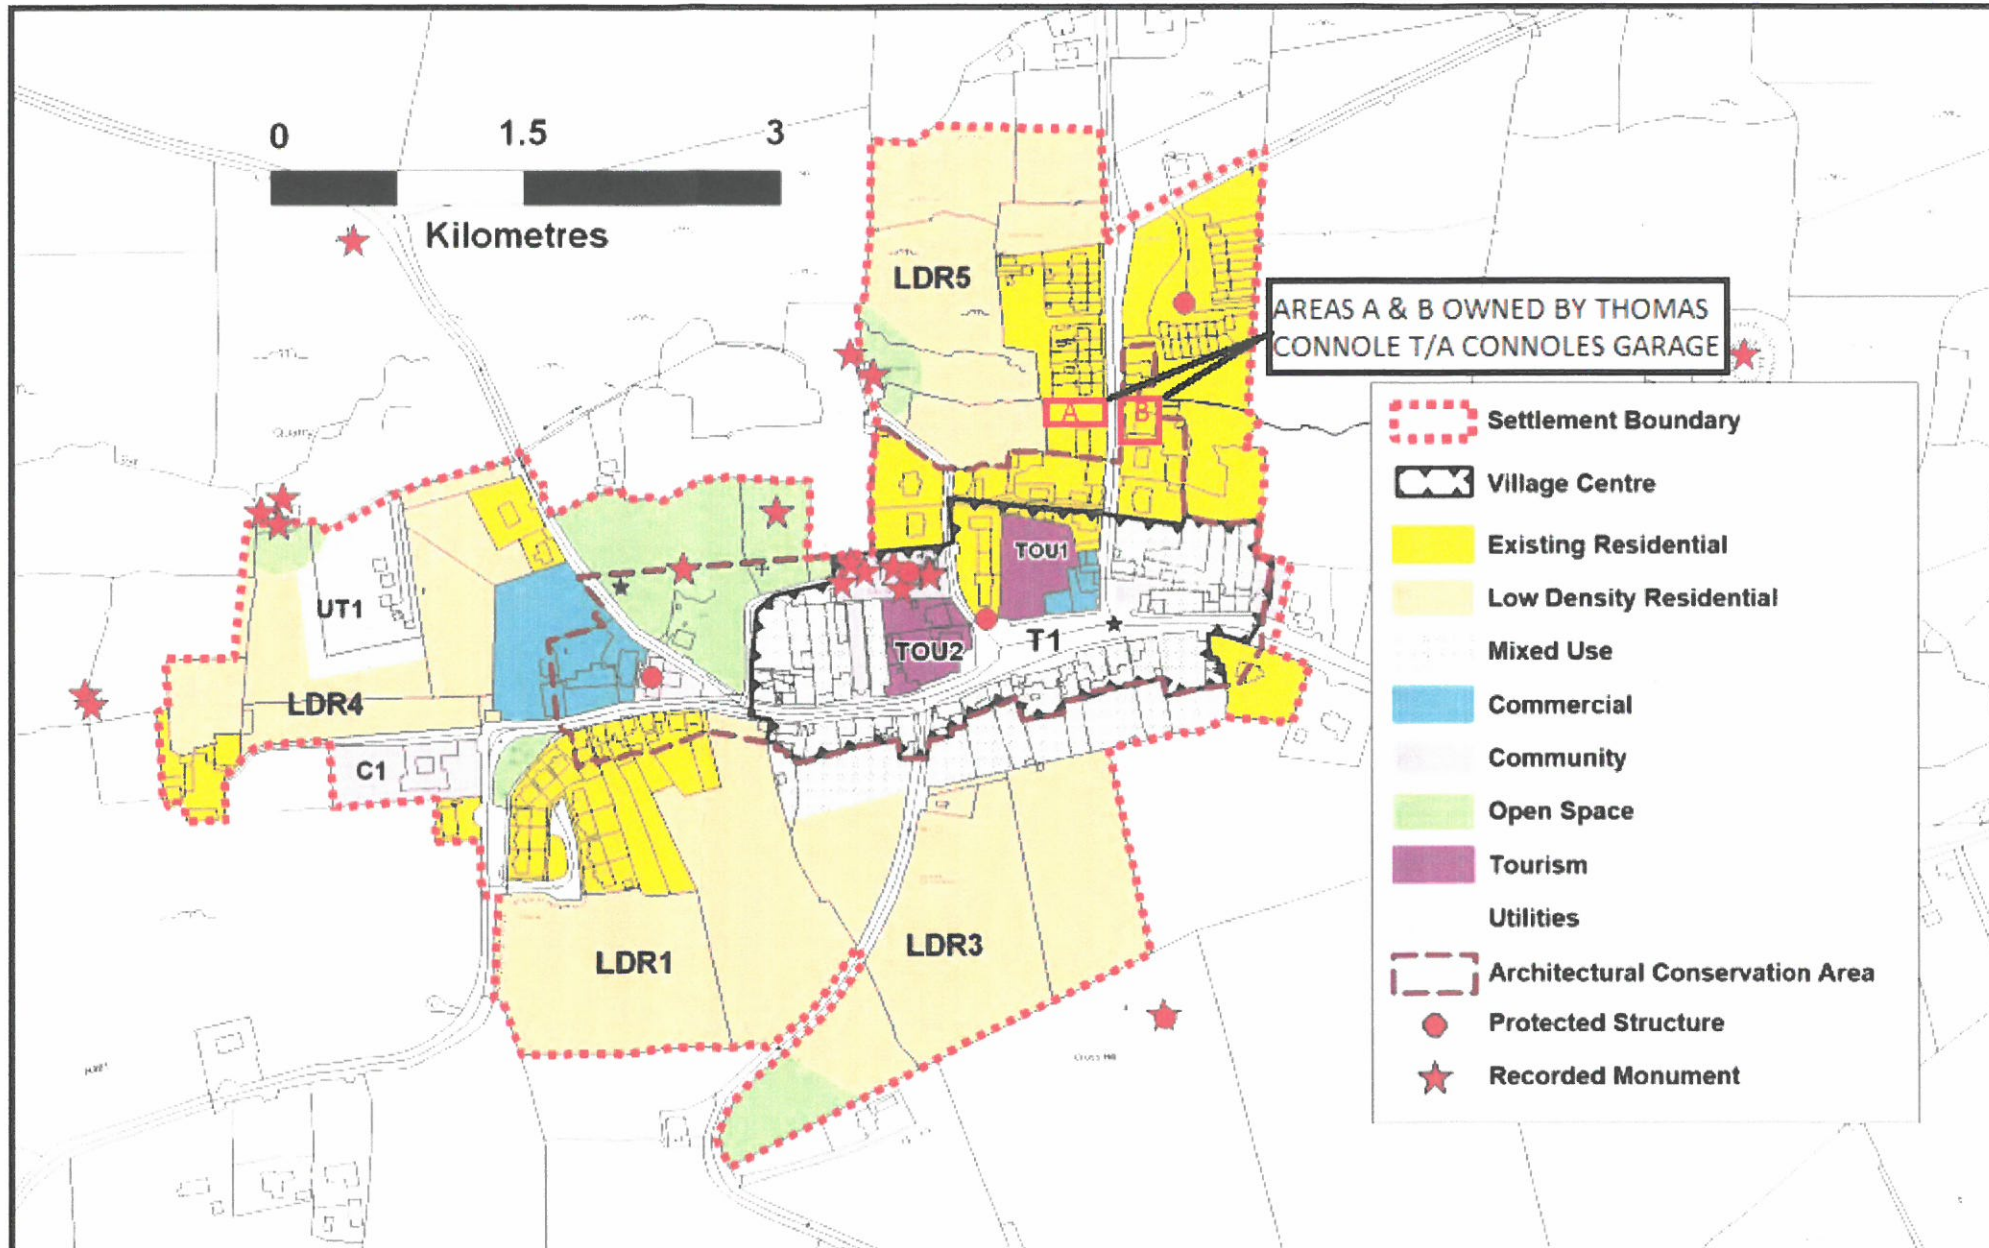 0 1.5 3
Kilometres
LDR5
AREAS A & B OWNED BY THOMAS
CONNOLE T/A CONNOLES GARAGE
A B
Settlement Boundary
Village Centre
Existing Residential
Low Density Residential
Mixed Use
Commercial
Community
Open Space
Tourism
Utilities
Architectural Conservation Area
Protected Structure
Recorded Monument
TOU1
UT1
TOU2 T1
LDR4
C1
LDR1
LDR3
Cross Hill